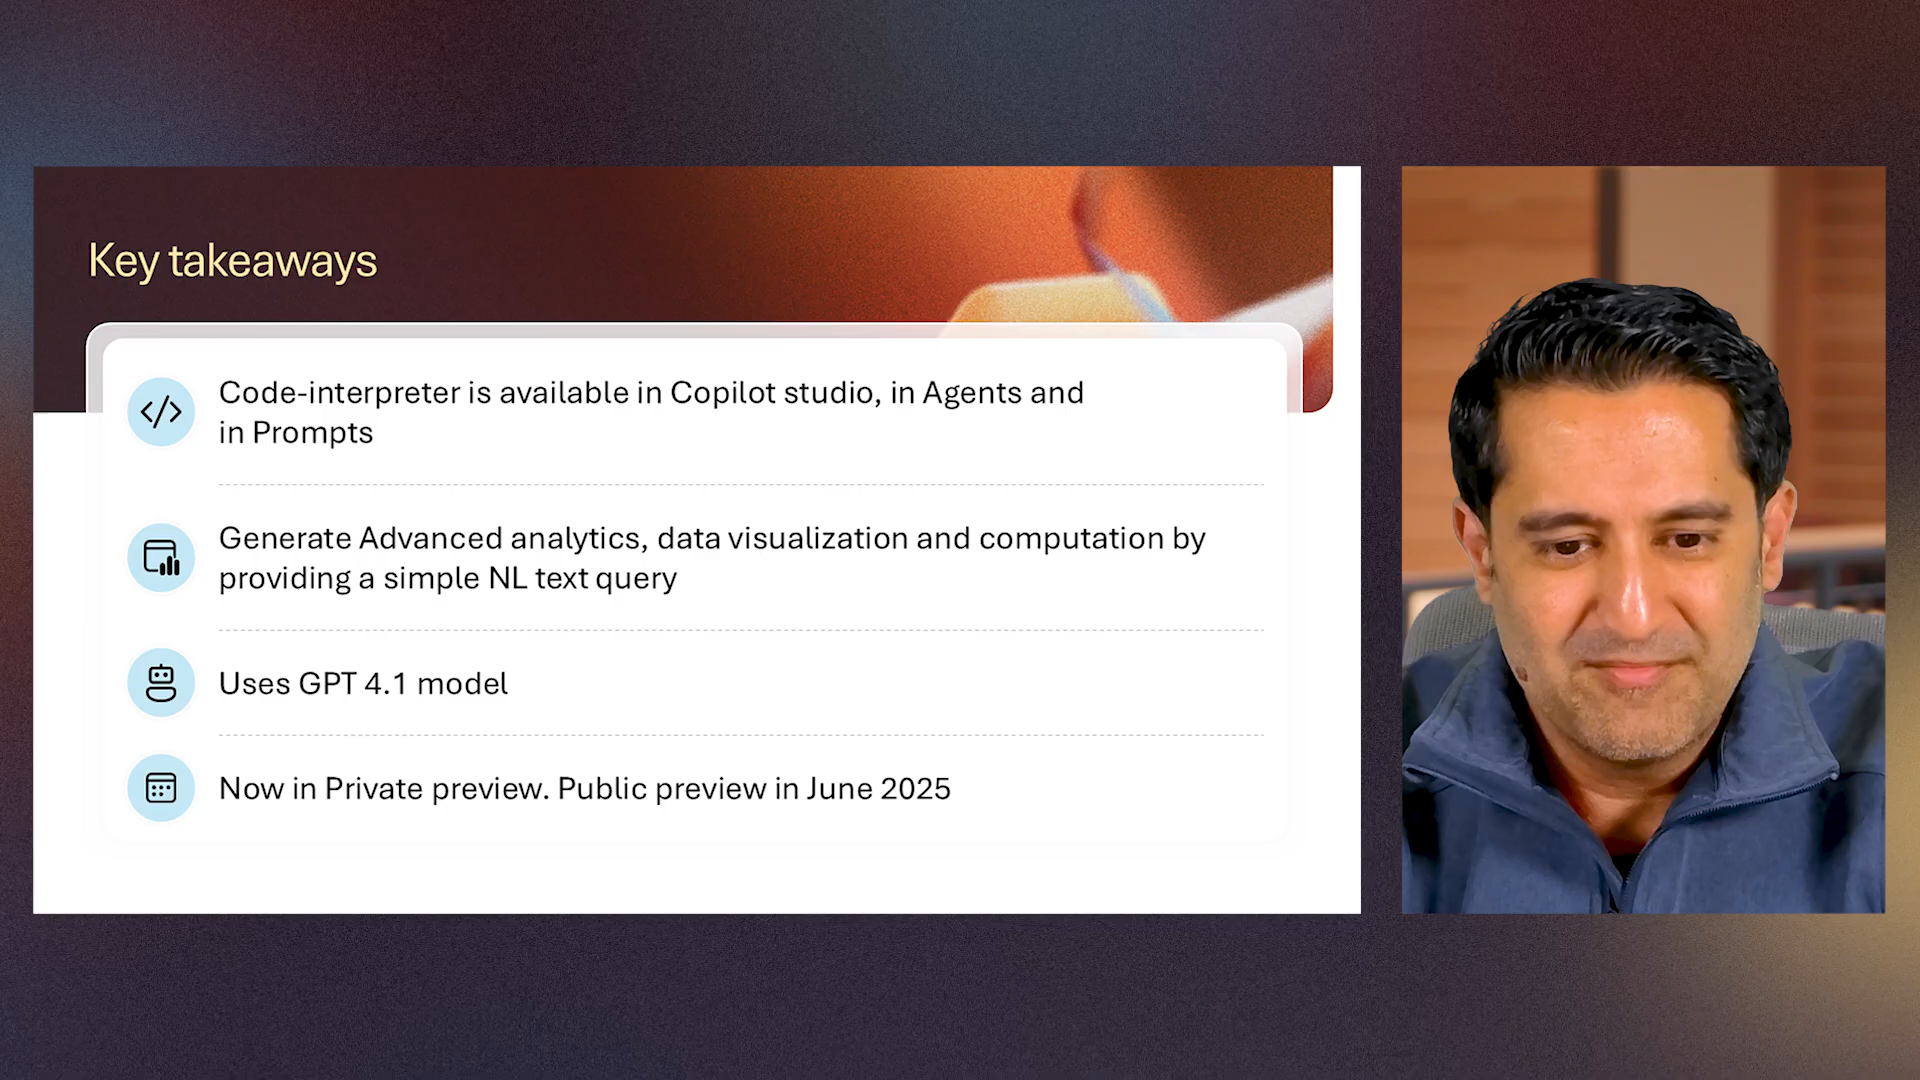 Key takeaways
Code-interpreter is available in Copilot studio, in Agents and
in Prompts
Generate Advanced analytics, data visualization and computation by
providing a simple NL text query
Uses GPT 4.1 model
Now in Private preview. Public preview in June 2025